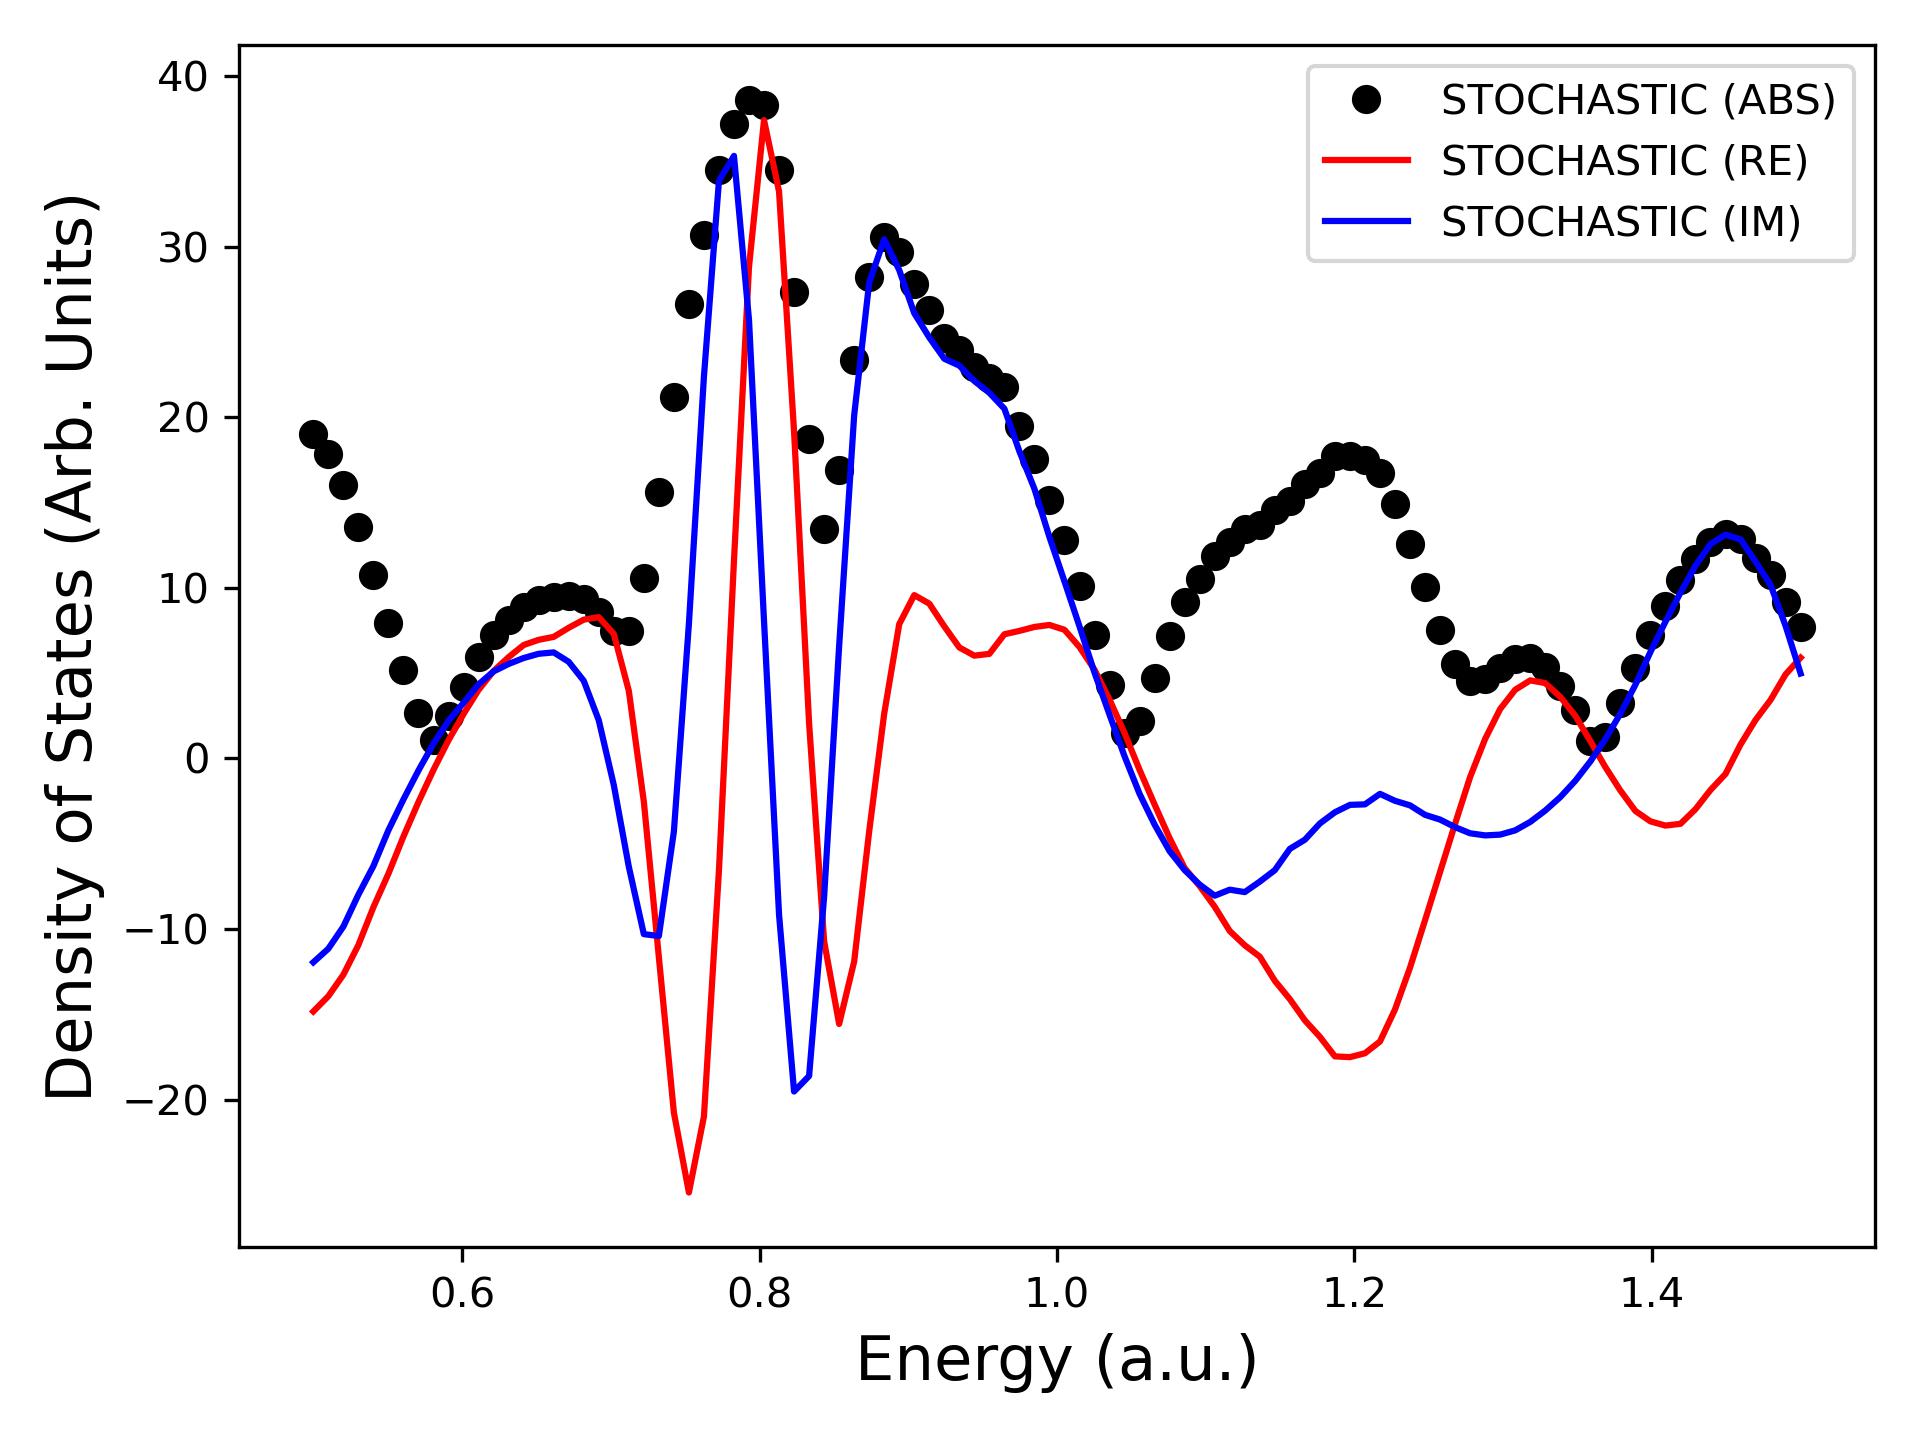 40
30
20
10
0
−10
−20
Density of States (Arb. Units)
STOCHASTIC (ABS)
STOCHASTIC (RE)
STOCHASTIC (IM)
0.6
0.8
1.0
1.2
1.4
Energy (a.u.)